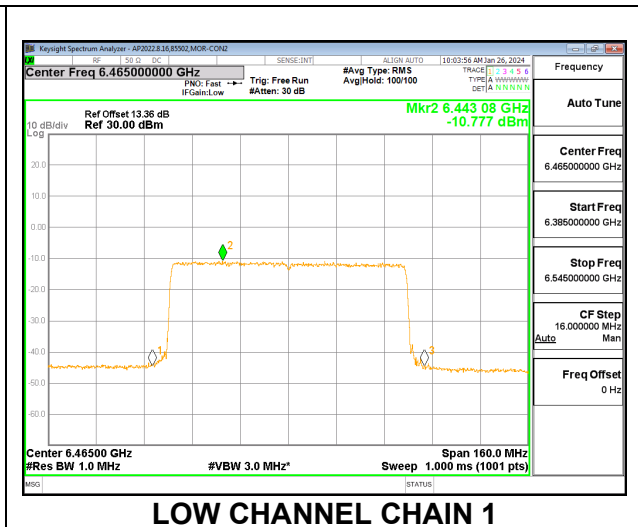 Keysight Spectrum Analyzer - AP2022.8.16,85502,MOR-CON2
RF 50 Ω DC SENSE:INT ALIGN AUTO 10:03:56 AM Jan 26, 2024
Center Freq 6.465000000 GHz #Avg Type: RMS TRACE 1 2 3 4 5 6
PNO: Fast Trig: Free Run Avg|Hold: 100/100 TYPE A WWWWW
IFGain:Low #Atten: 30 dB DET A N N N N N
Mkr2 6.443 08 GHz
-10.777 dBm
Ref Offset 13.36 dB
10 dB/div Ref 30.00 dBm
Log
20.0
10.0
0.00
-10.0
-20.0
-30.0
-40.0
-50.0
-60.0
2
1
3
Center 6.46500 GHz Span 160.0 MHz
#Res BW 1.0 MHz #VBW 3.0 MHz* Sweep 1.000 ms (1001 pts)
MSG STATUS
Frequency
Auto Tune
Center Freq
6.465000000 GHz
Start Freq
6.385000000 GHz
Stop Freq
6.545000000 GHz
CF Step
16.000000 MHz
Auto Man
Freq Offset
0 Hz
LOW CHANNEL CHAIN 1